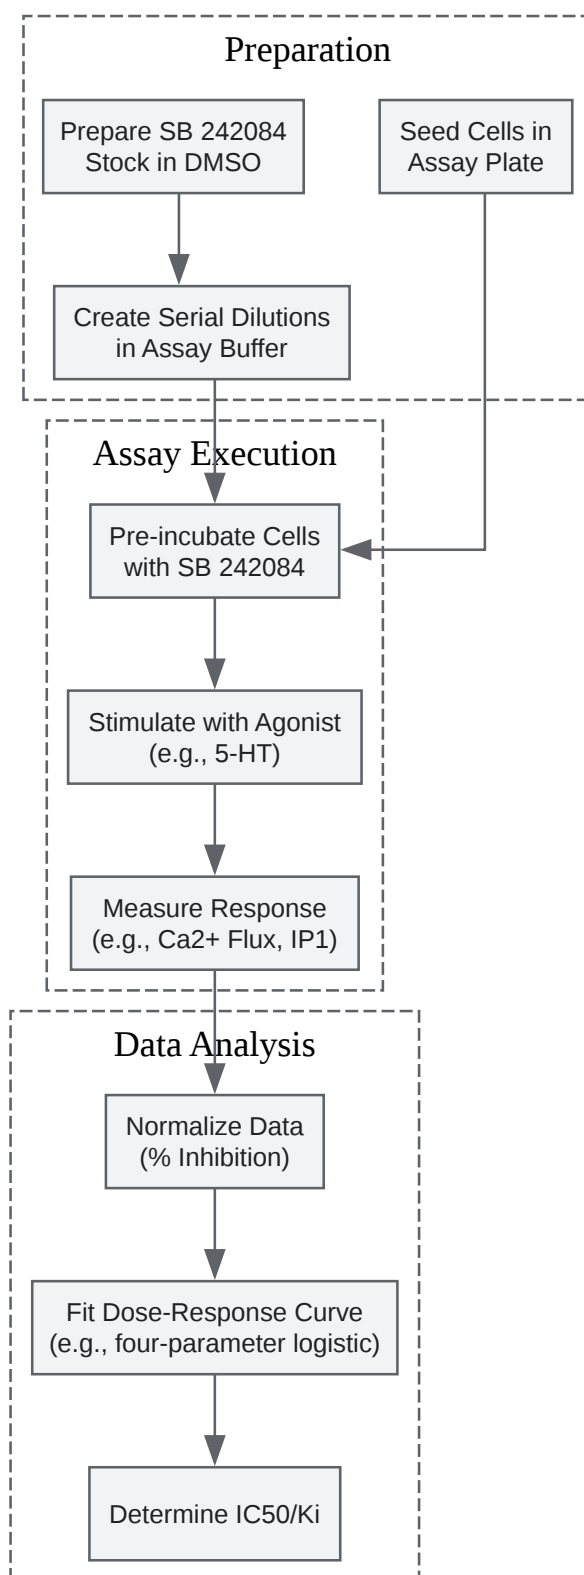 Preparation
Prepare SB 242084
Stock in DMSO
Seed Cells in
Assay Plate
Create Serial Dilutions
in Assay Buffer
Assay Execution
Pre-incubate Cells
with SB 242084
Stimulate with Agonist
(e.g., 5-HT)
Measure Response
(e.g., Ca2+ Flux, IP1)
Data Analysis
Normalize Data
(% Inhibition)
Fit Dose-Response Curve
(e.g., four-parameter logistic)
Determine IC50/Ki